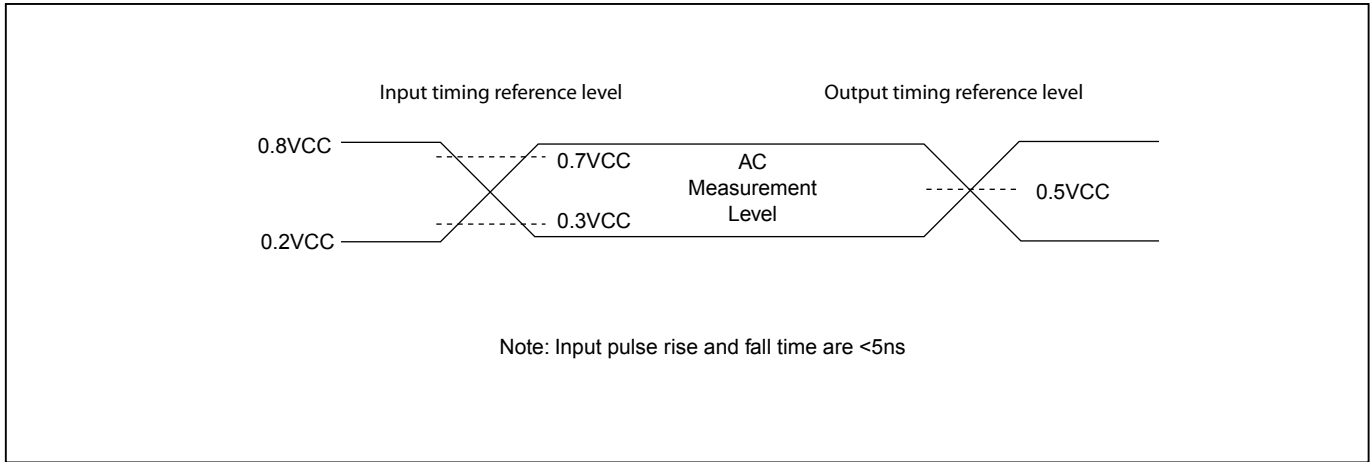 Input timing reference level
Output timing reference level
0.8VCC
0.7VCC
AC
Measurement
Level
0.5VCC
0.3VCC
0.2VCC
Note: Input pulse rise and fall time are <5ns